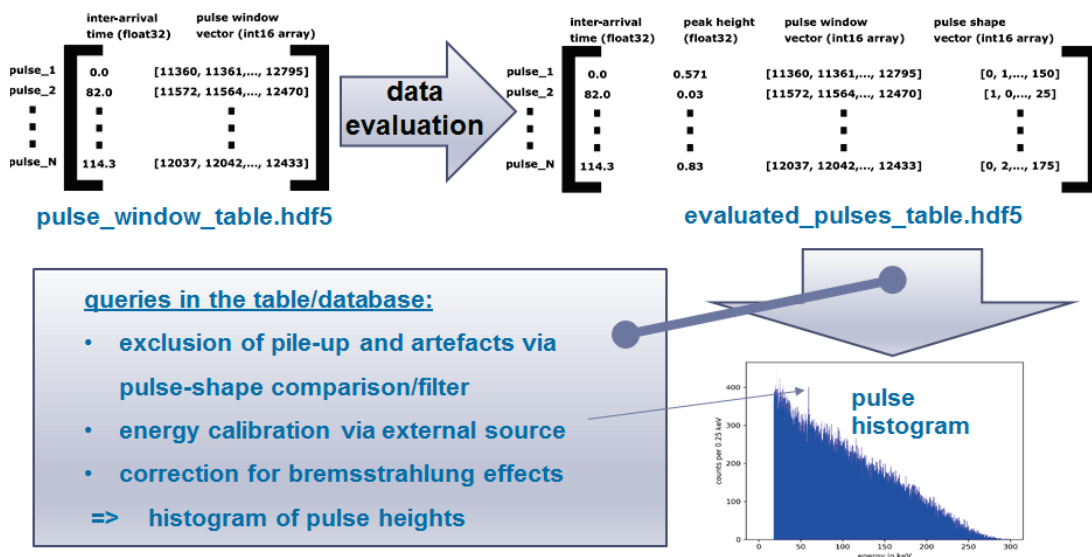 inter-arrival pulse window
time (float32) vector (int16 array)
pulse_1 0.0 [11360, 11361,..., 12795]
pulse_2 82.0 [11572, 11564,..., 12470]
pulse_N 114.3 [12037, 12042,..., 12433]
pulse_window_table.hdf5
data
evaluation
inter-arrival peak height pulse window pulse shape
time (float32) (float32) vector (int16 array) vector (int16 array)
pulse_1 0.0 0.571 [11360, 11361,..., 12795] [0, 1,..., 150]
pulse_2 82.0 0.03 [11572, 11564,..., 12470] [1, 0,..., 25]
pulse_N 114.3 0.83 [12037, 12042,..., 12433] [0, 2,..., 175]
evaluated_pulses_table.hdf5
queries in the table/database:
• exclusion of pile-up and artefacts via
pulse-shape comparison/filter
• energy calibration via external source
• correction for bremsstrahlung effects
=> histogram of pulse heights
pulse
histogram
counts per 0.25 keV
400
300
200
100
0
0 50 100 150 200 250 300
energy in keV